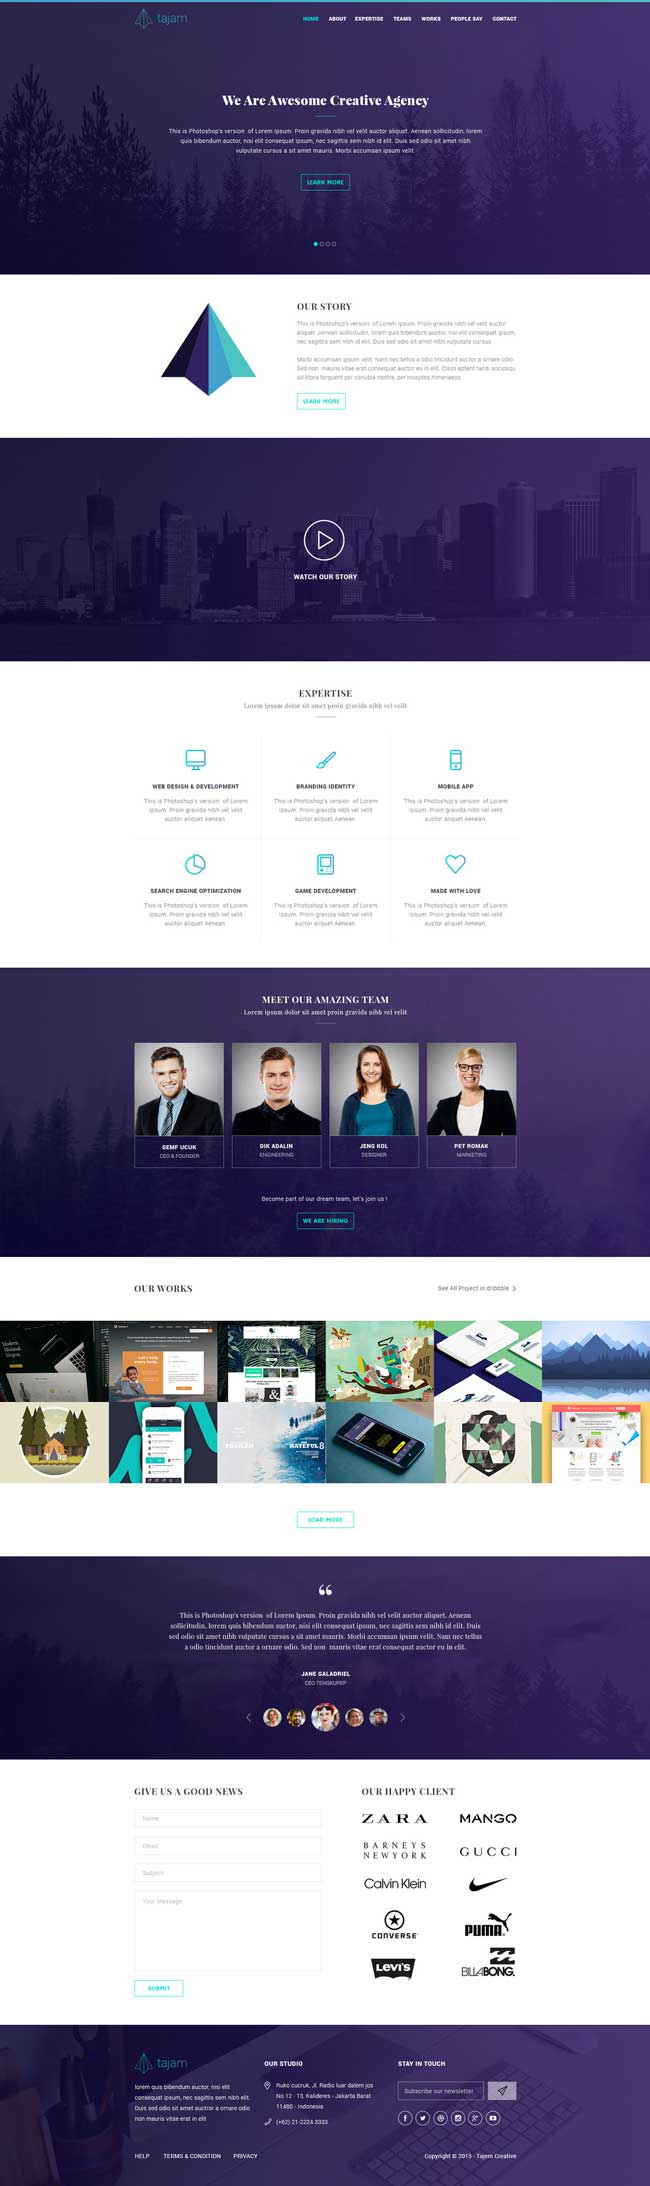 tajam
HOME ABOUT EXPERTISE TEAMS WORKS PEOPLE SAY CONTACT
We Are Awesome Creative Agency
This is Photoshop's version of Lorem Ipsum. Proin gravida nibh vel velit auctor aliquet. Aenean sollicitudin, lorem
quis bibendum auctor, nisi elit consequat ipsum, nec sagittis sem nibh id elit. Duis sed odio sit amet nibh
vulputate cursus a sit amet mauris. Morbi accumsan ipsum velit.
LEARN MORE
OUR STORY
This is Photoshop's version of Lorem Ipsum. Proin gravida nibh vel velit auctor
aliquet. Aenean sollicitudin, lorem quis bibendum auctor, nisi elit consequat ipsum,
nec sagittis sem nibh id elit. Duis sed odio sit amet nibh vulputate cursus
Morbi accumsan ipsum velit. Nam nec tellus a odio tincidunt auctor a ornare odio.
Sed non mauris vitae erat consequat auctor eu in elit. Class aptent taciti sociosqu
ad litora torquent per conubia nostra, per inceptos himenaeos.
LEARN MORE
WATCH OUR STORY
EXPERTISE
Lorem ipsum dolor sit amet proin gravida nibh vel velit
WEB DESIGN & DEVELOPMENT
This is Photoshop's version of Lorem
Ipsum. Proin gravida nibh vel velit
auctor aliquet Aenean
BRANDING IDENTITY
This is Photoshop's version of Lorem
Ipsum. Proin gravida nibh vel velit
auctor aliquet Aenean
MOBILE APP
This is Photoshop's version of Lorem
Ipsum. Proin gravida nibh vel velit
auctor aliquet Aenean
SEARCH ENGINE OPTIMIZATION
This is Photoshop's version of Lorem
Ipsum. Proin gravida nibh vel velit
auctor aliquet Aenean
GAME DEVELOPMENT
This is Photoshop's version of Lorem
Ipsum. Proin gravida nibh vel velit
auctor aliquet Aenean
MADE WITH LOVE
This is Photoshop's version of Lorem
Ipsum. Proin gravida nibh vel velit
auctor aliquet Aenean
MEET OUR AMAZING TEAM
Lorem ipsum dolor sit amet proin gravida nibh vel velit
SEMF UCUK
CEO & FOUNDER
DIK ADALIN
ENGINEERING
JENG KOL
DESIGNER
PET ROMAK
MARKETING
Become part of our dream team, let's join us !
WE ARE HIRING
OUR WORKS
See All Project in dribbble
Let's help
every body.
AIR
HATEFUL 8
LOAD MORE
This is Photoshop's version of Lorem Ipsum. Proin gravida nibh vel velit auctor aliquet. Aenean
sollicitudin, lorem quis bibendum auctor, nisi elit consequat ipsum, nec sagittis sem nibh id elit. Duis
sed odio sit amet nibh vulputate cursus a sit amet mauris. Morbi accumsan ipsum velit. Nam nec tellus
a odio tincidunt auctor a ornare odio. Sed non mauris vitae erat consequat auctor eu in elit.
JANE GALADRIEL
CEO TENGKUREP
GIVE US A GOOD NEWS
Name
Email
Subject
Your Message
SUBMIT
OUR HAPPY CLIENT
ZARA
MANGO
BARNEYS
NEWYORK
GUCCI
Calvin Klein
CONVERSE
PUMA
LEVI'S
BILLABONG
tajam
lorem quis bibendum auctor, nisi elit
consequat ipsum, nec sagittis sem nibh id elit.
Duis sed odio sit amet a ornare odio
non mauris vitae erat in elit
OUR STUDIO
Ruko cucruk, Jl. Radio luar dalem jos
No.12 - 13, Kalideres - Jakarta Barat
11480 - Indonesia
(+62) 21-2224 3333
STAY IN TOUCH
Subscribe our newsletter
HELP TERMS & CONDITION PRIVACY
Copyright © 2015 - Tajem Creative